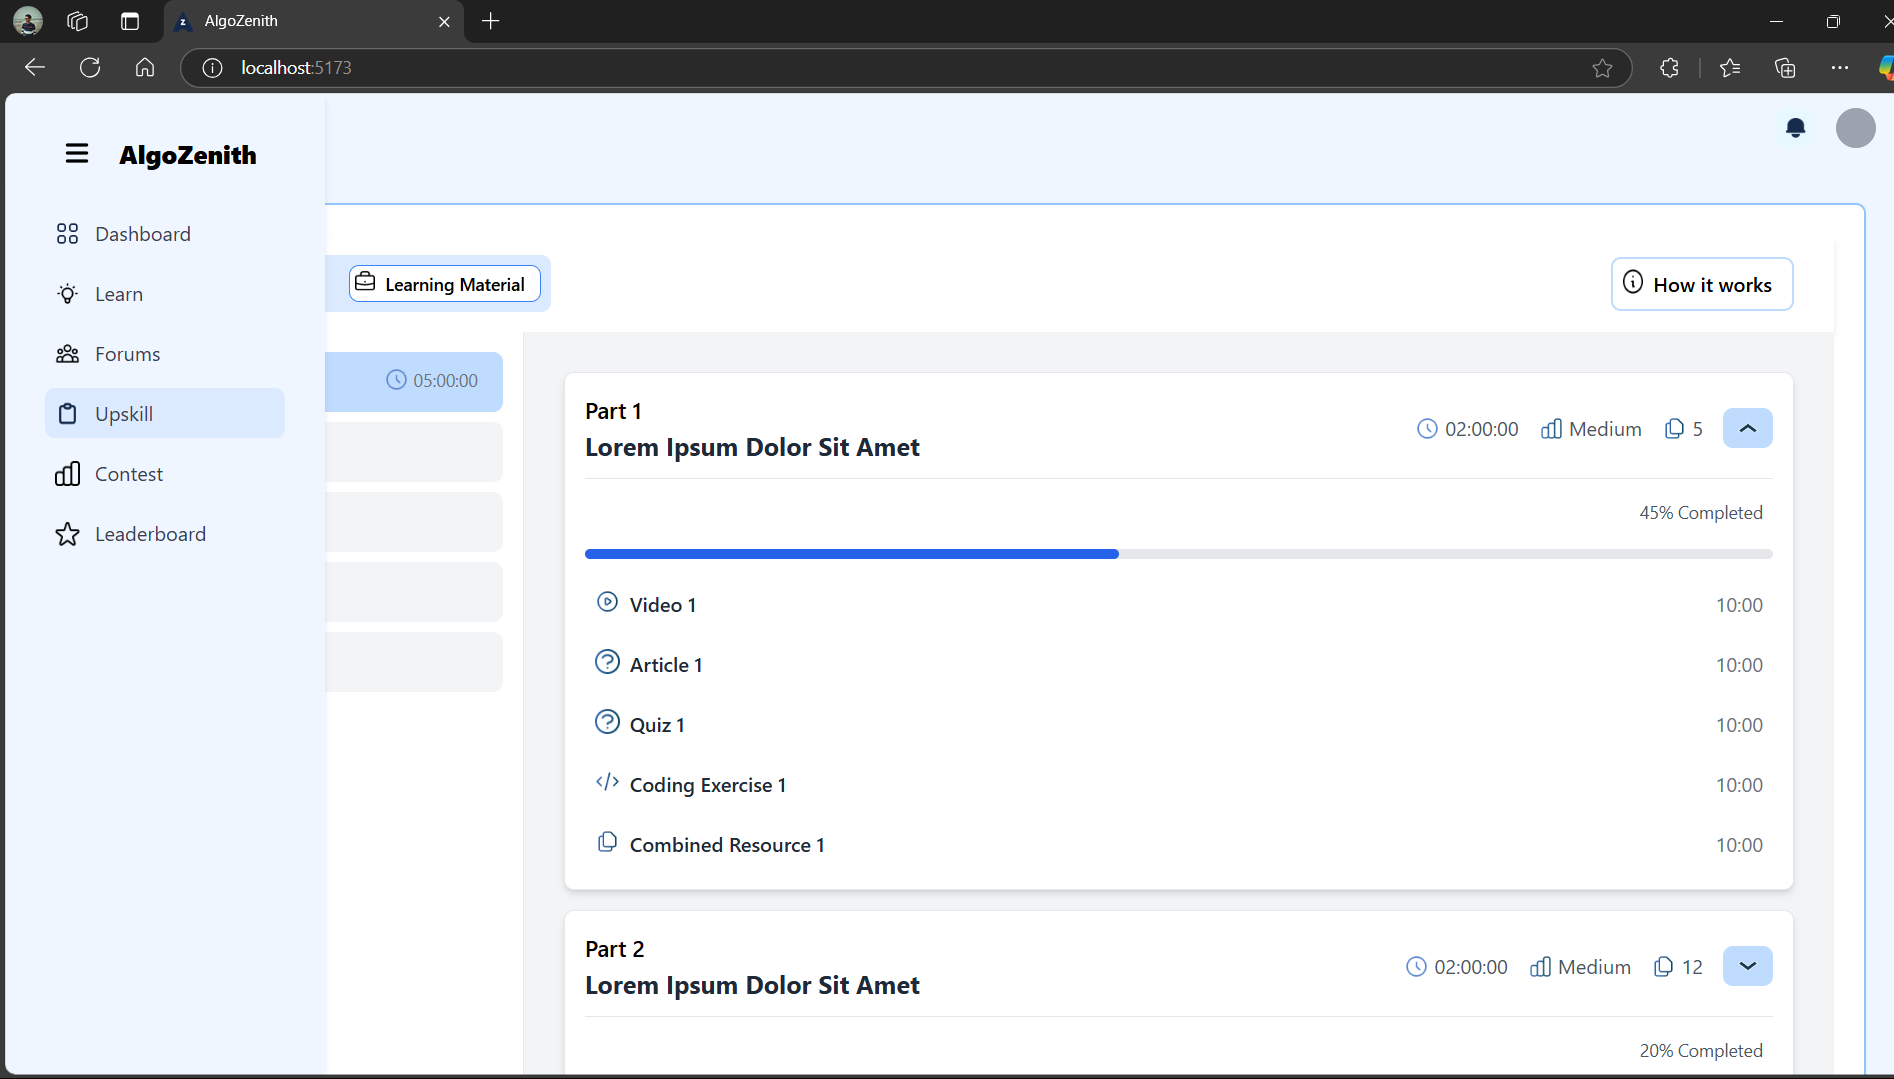 AlgoZenith
localhost:5173
AlgoZenith
Dashboard
Learn
Forums
Upskill
Contest
Leaderboard
Learning Material
How it works
05:00:00
Part 1
Lorem Ipsum Dolor Sit Amet
02:00:00 Medium 5
45% Completed
Video 1 10:00
Article 1 10:00
Quiz 1 10:00
Coding Exercise 1 10:00
Combined Resource 1 10:00
Part 2
Lorem Ipsum Dolor Sit Amet
02:00:00 Medium 12
20% Completed